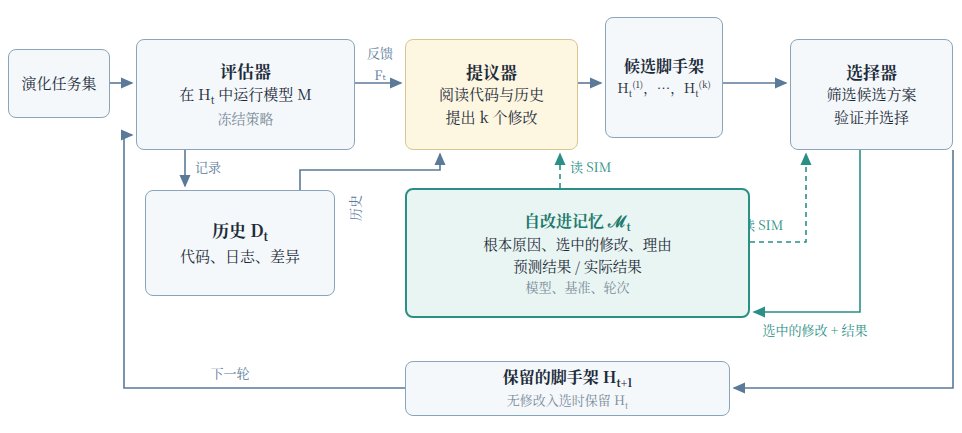 演化任务集
评估器
在 Hₜ 中运行模型 M
冻结策略
反馈
Fₜ
提议器
阅读代码与历史
提出 k 个修改
候选脚手架
Hₜ⁽¹⁾, ⋯, Hₜ⁽ᵏ⁾
选择器
筛选候选方案
验证并选择
记录
历史 Dₜ
代码、日志、差异
历史
读 SIM
自改进记忆 ℳₜ
根本原因、选中的修改、理由
预测结果 / 实际结果
模型、基准、轮次
读 SIM
选中的修改 + 结果
下一轮
保留的脚手架 Hₜ₊₁
无修改入选时保留 Hₜ